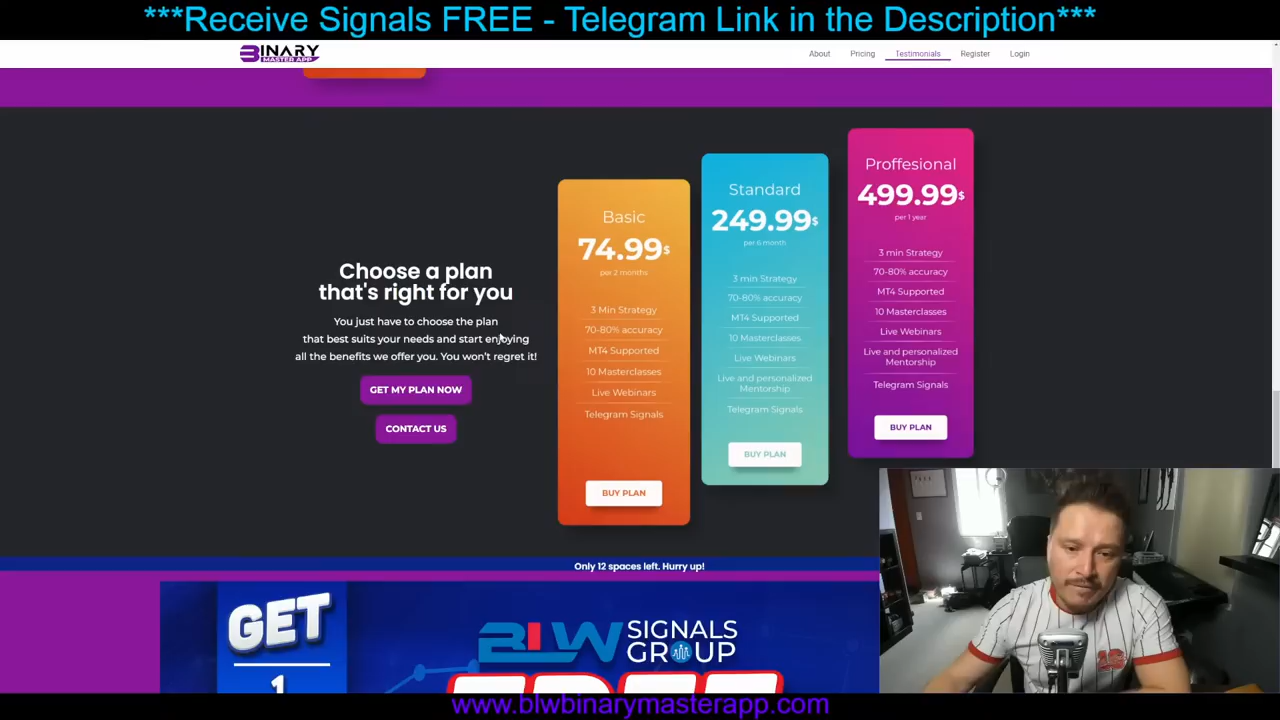 ***Receive Signals FREE - Telegram Link in the Description***
BINARY
MASTER APP
About Pricing Testimonials Register Login
Choose a plan
that's right for you
You just have to choose the plan
that best suits your needs and start enjoying
all the benefits we offer you. You won't regret it!
GET MY PLAN NOW
CONTACT US
Basic
74.99$
per 2 months
3 Min Strategy
70-80% accuracy
MT4 Supported
10 Masterclasses
Live Webinars
Telegram Signals
BUY PLAN
Standard
249.99$
per 6 month
3 min Strategy
70-80% accuracy
MT4 Supported
10 Masterclasses
Live Webinars
Live and personalized
Mentorship
Telegram Signals
BUY PLAN
Proffesional
499.99$
per 1 year
3 min Strategy
70-80% accuracy
MT4 Supported
10 Masterclasses
Live Webinars
Live and personalized
Mentorship
Telegram Signals
BUY PLAN
Only 12 spaces left. Hurry up!
GET
1
BLW SIGNALS
GROUP
FREE
www.blwbinarymasterapp.com